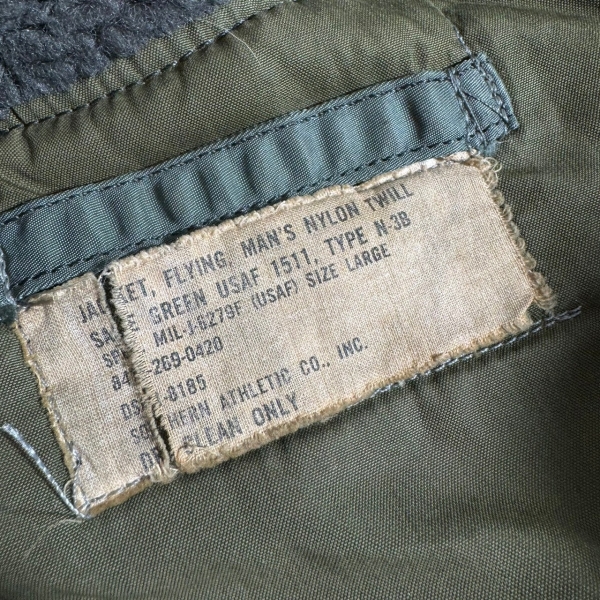 JACKET, FLYING, MAN'S NYLON TWILL
GREEN USAF 1511, TYPE N-3B
MIL-J-6279F (USAF) SIZE LARGE
269-0420
-8185
SOUTHERN ATHLETIC CO., INC.
DRY CLEAN ONLY